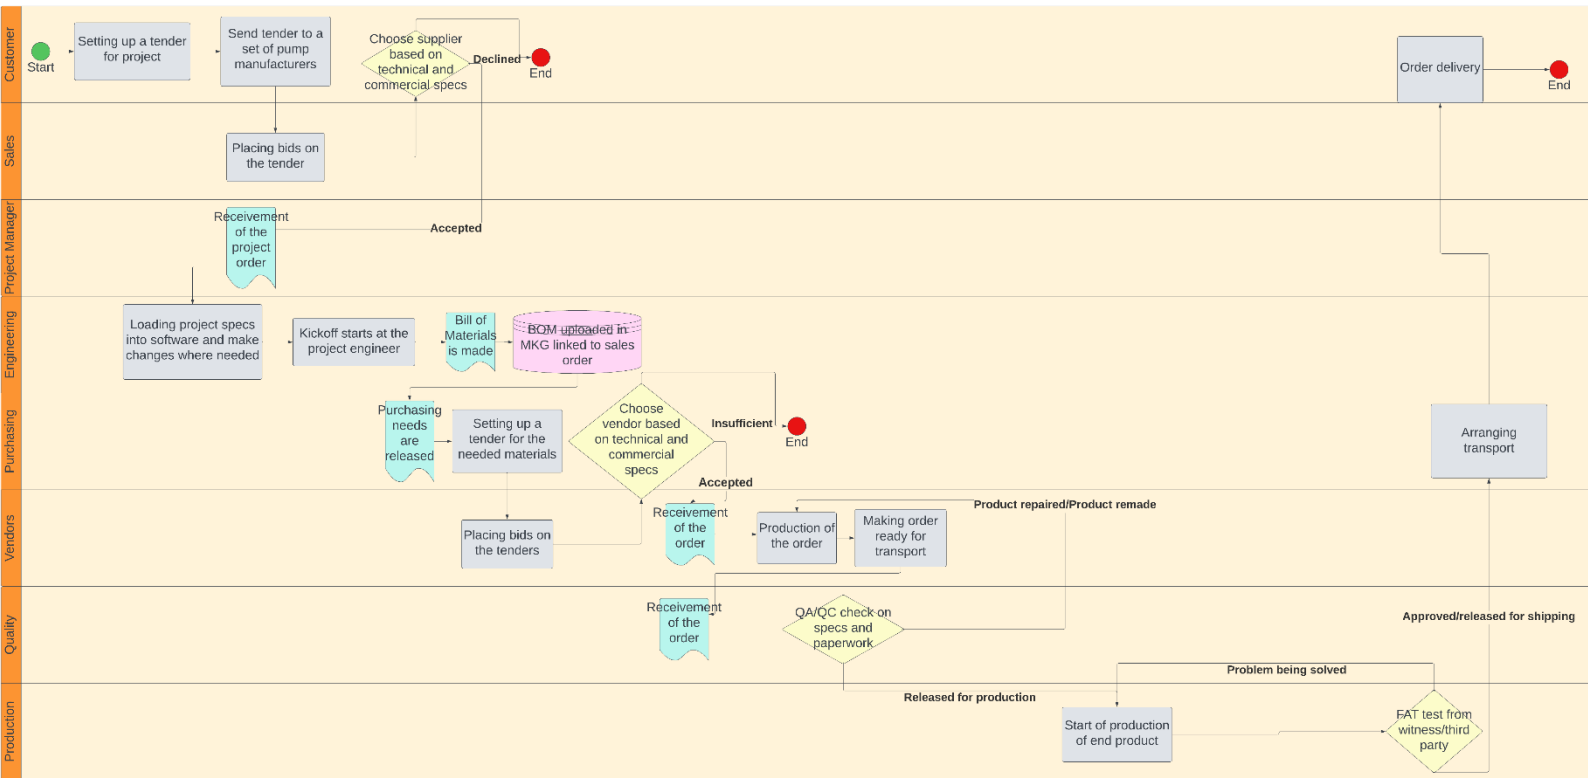 Customer
Start
Setting up a tender
for project
Send tender to a
set of pump
manufacturers
Choose supplier
based on
technical and
commercial specs
Declined
End
Order delivery
End
Sales
Placing bids on
the tender
Project Manager
Receivement
of the
project
order
Accepted
Engineering
Loading project specs
into software and make
changes where needed
Kickoff starts at the
project engineer
Bill of
Materials
is made
BOM uploaded in
MKG linked to sales
order
Purchasing
Purchasing
needs
are
released
Setting up a
tender for the
needed materials
Choose
vendor based
on technical and
commercial
specs
Insufficient
End
Accepted
Arranging
transport
Vendors
Placing bids on
the tenders
Receivement
of the
order
Production of
the order
Making order
ready for
transport
Product repaired/Product remade
Quality
Receivement
of the
order
QA/QC check on
specs and
paperwork
Approved/released for shipping
Problem being solved
Production
Released for production
Start of production
of end product
FAT test from
witness/third
party